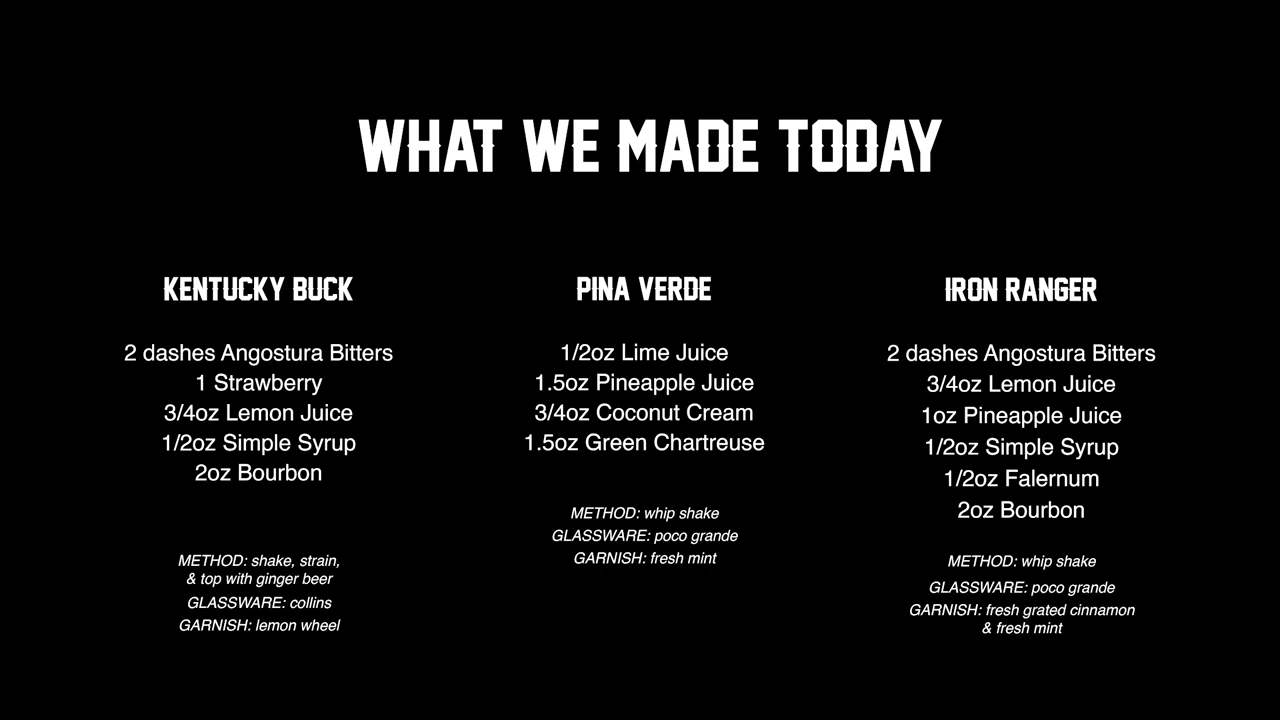 WHAT WE MADE TODAY
KENTUCKY BUCK
2 dashes Angostura Bitters
1 Strawberry
3/4oz Lemon Juice
1/2oz Simple Syrup
2oz Bourbon
METHOD: shake, strain,
& top with ginger beer
GLASSWARE: collins
GARNISH: lemon wheel
PINA VERDE
1/2oz Lime Juice
1.5oz Pineapple Juice
3/4oz Coconut Cream
1.5oz Green Chartreuse
METHOD: whip shake
GLASSWARE: poco grande
GARNISH: fresh mint
IRON RANGER
2 dashes Angostura Bitters
3/4oz Lemon Juice
1oz Pineapple Juice
1/2oz Simple Syrup
1/2oz Falernum
2oz Bourbon
METHOD: whip shake
GLASSWARE: poco grande
GARNISH: fresh grated cinnamon
& fresh mint